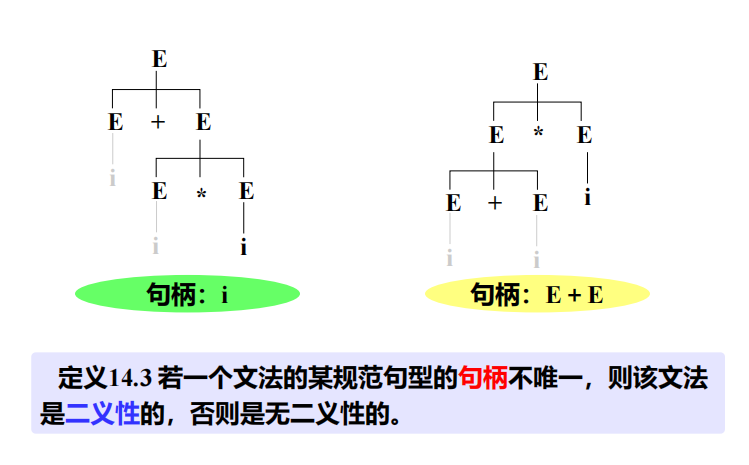 E
E
E + E
E * E
i
E * E
E + E
i
i
i
i
i
句柄：i
句柄：E + E
定义14.3 若一个文法的某规范句型的句柄不唯一，则该文法
是二义性的，否则是无二义性的。